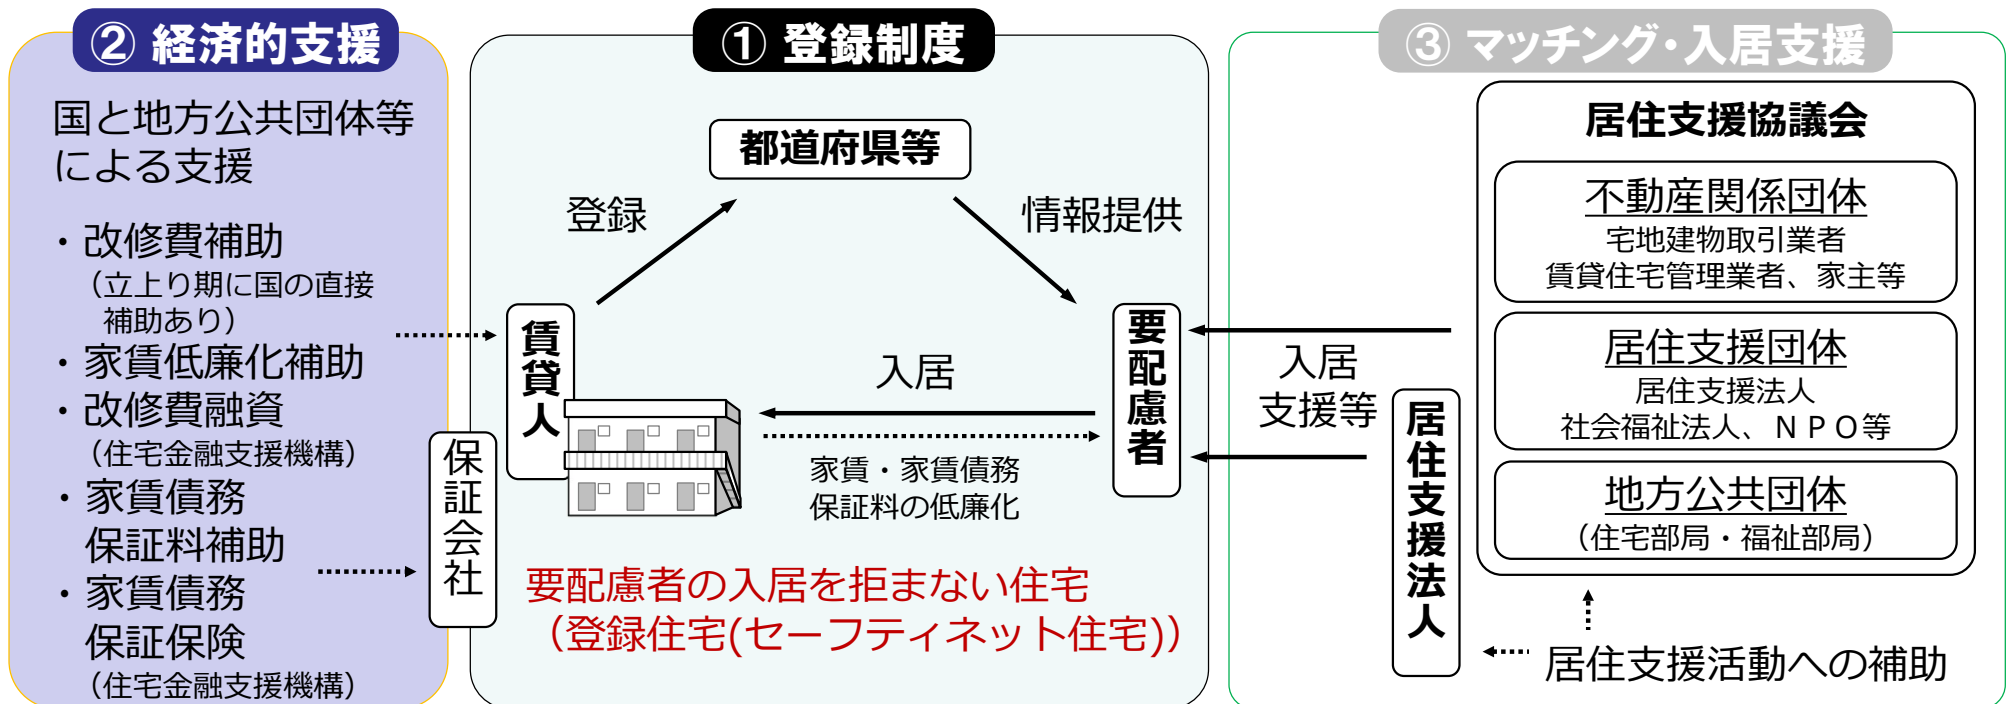 ② 経済的支援
国と地方公共団体等
による支援
・改修費補助
（立上り期に国の直接
補助あり）
・家賃低廉化補助
・改修費融資
（住宅金融支援機構）
・家賃債務
保証料補助
・家賃債務
保証保険
（住宅金融支援機構）
保証会社
① 登録制度
都道府県等
登録
情報提供
賃貸人
要配慮者
入居
家賃・家賃債務
保証料の低廉化
要配慮者の入居を拒まない住宅
（登録住宅(セーフティネット住宅)）
③ マッチング・入居支援
入居
支援等
居住支援法人
居住支援協議会
不動産関係団体
宅地建物取引業者
賃貸住宅管理業者、家主等
居住支援団体
居住支援法人
社会福祉法人、ＮＰＯ等
地方公共団体
（住宅部局・福祉部局）
居住支援活動への補助